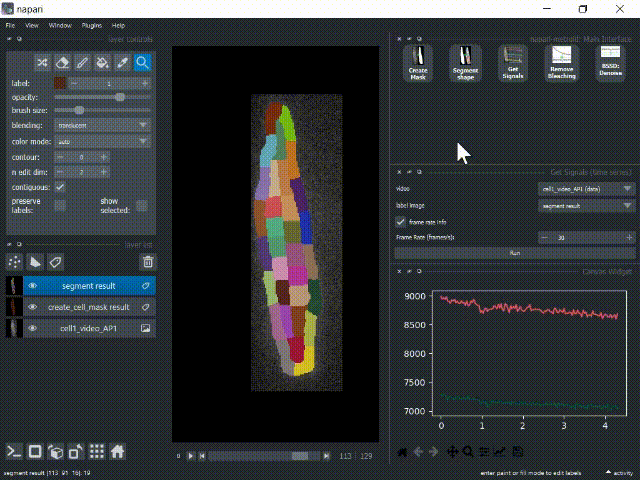 napari
File View Window Plugins Help
layer controls
label: 1
opacity:
brush size:
blending: translucent
color mode: auto
contour: 0
n edit dim: 2
contiguous:
preserve labels:
show selected:
layer list
segment result
create_cell_mask result
cell1_video_AP1
0 113 129
napari-metroid: Main Interface
Create Mask
Segment shape
Get Signals
Remove Bleaching
BSSD: Denoise
Get Signals (time series)
video cell1_video_AP1 (data)
label image segment result
frame rate info
Frame Rate (frames/s): 30
Run
Canvas Widget
9000
8500
8000
7500
7000
0 1 2 3 4
segment result [113 91 16]: 19
enter paint or fill mode to edit labels
activity